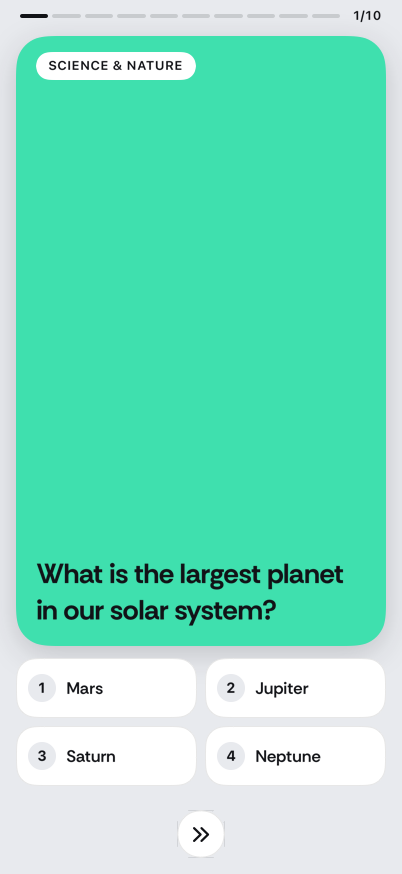 1/10
SCIENCE & NATURE
What is the largest planet
in our solar system?
1 Mars
2 Jupiter
3 Saturn
4 Neptune